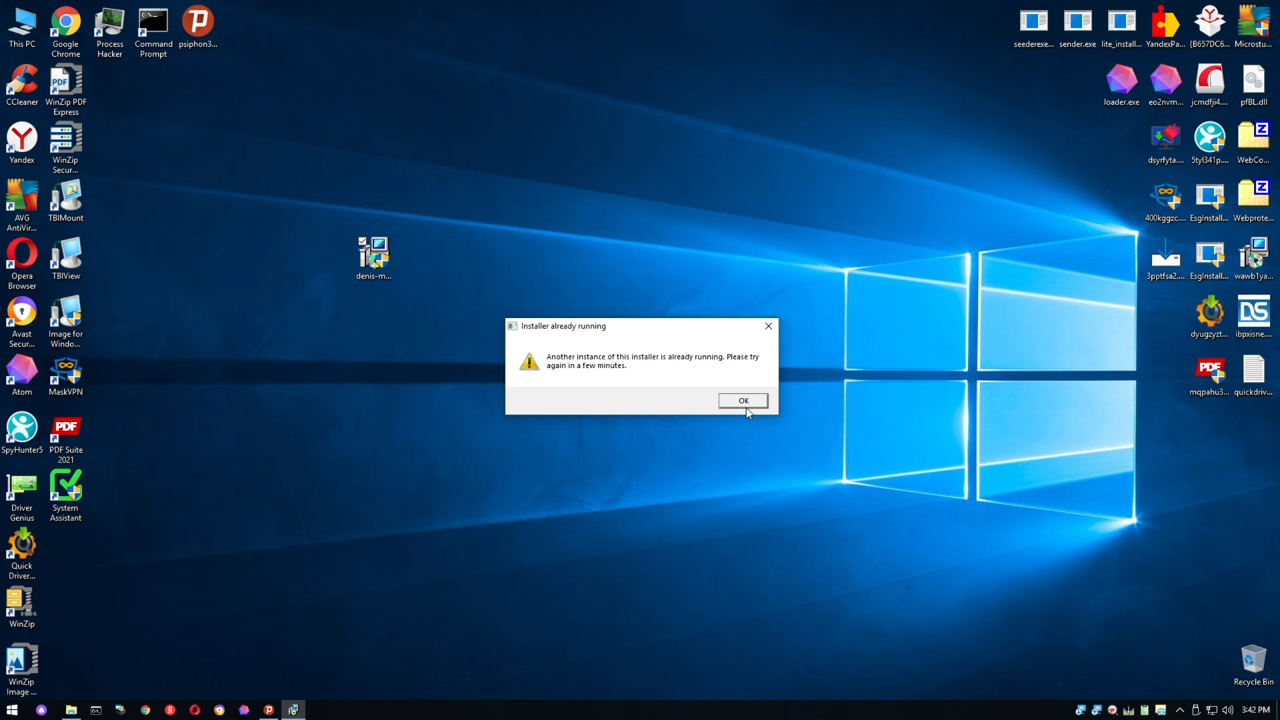 This PC
Google
Chrome
Process
Hacker
Command
Prompt
psiphon3...
CCleaner
WinZip PDF
Express
Yandex
WinZip
Secur...
AVG
AntiVir...
TBIMount
Opera
Browser
TBIView
Avast
Secur...
Image for
Windo...
Atom
MaskVPN
SpyHunter5
PDF Suite
2021
Driver
Genius
System
Assistant
Quick
Driver...
WinZip
WinZip
Image ...
denis-m...
Installer already running
Another instance of this installer is already running. Please try
again in a few minutes.
OK
seederexe...
sender.exe
lite_install...
YandexPa...
{B657DC6...
Microstu...
loader.exe
eo2nvm...
jcmdfji4....
pfBL.dll
dsyrfyta...
5tyl341p....
WebCo...
400kggzc...
EsgInstall...
Webprote...
3pptfsa2...
EsgInstall...
wawb1ya...
dyugzyzt...
ibpxisne...
mqpahu3...
quickdriv...
Recycle Bin
3:42 PM